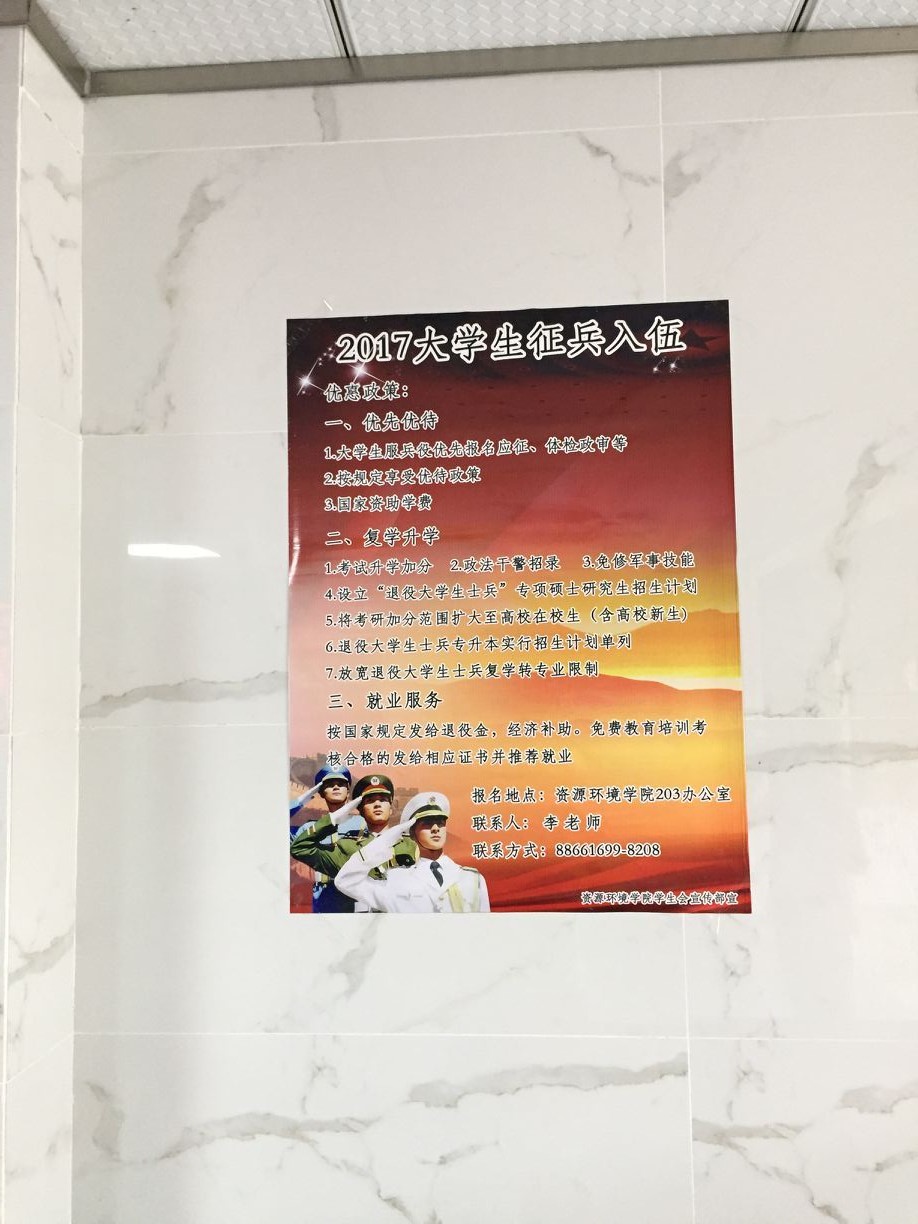 2017大学生征兵入伍
优惠政策：
一、优先优待
1.大学生服兵役优先报名应征、体检政审等
2.按规定享受优待政策
3.国家资助学费
二、复学升学
1.考试升学加分 2.政法干警招录 3.免修军事技能
4.设立“退役大学生士兵”专项硕士研究生招生计划
5.将考研加分范围扩大至高校在校生（含高校新生)
6.退役大学生士兵专升本实行招生计划单列
7.放宽退役大学生士兵复学转专业限制
三、就业服务
按国家规定发给退役金，经济补助。免费教育培训考
核合格的发给相应证书并推荐就业
报名地点：资源环境学院203办公室
联系人：李老师
联系方式：88661699-8208
资源环境学院学生会宣传部宣